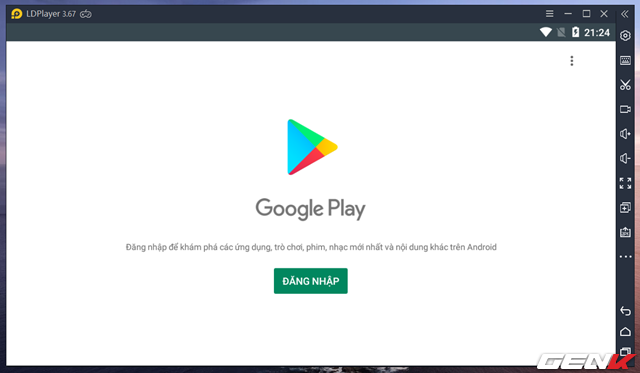 LDPlayer 3.67
21:24
Google Play
Đăng nhập để khám phá các ứng dụng, trò chơi, phim, nhạc mới nhất và nội dung khác trên Android
ĐĂNG NHẬP
GENK